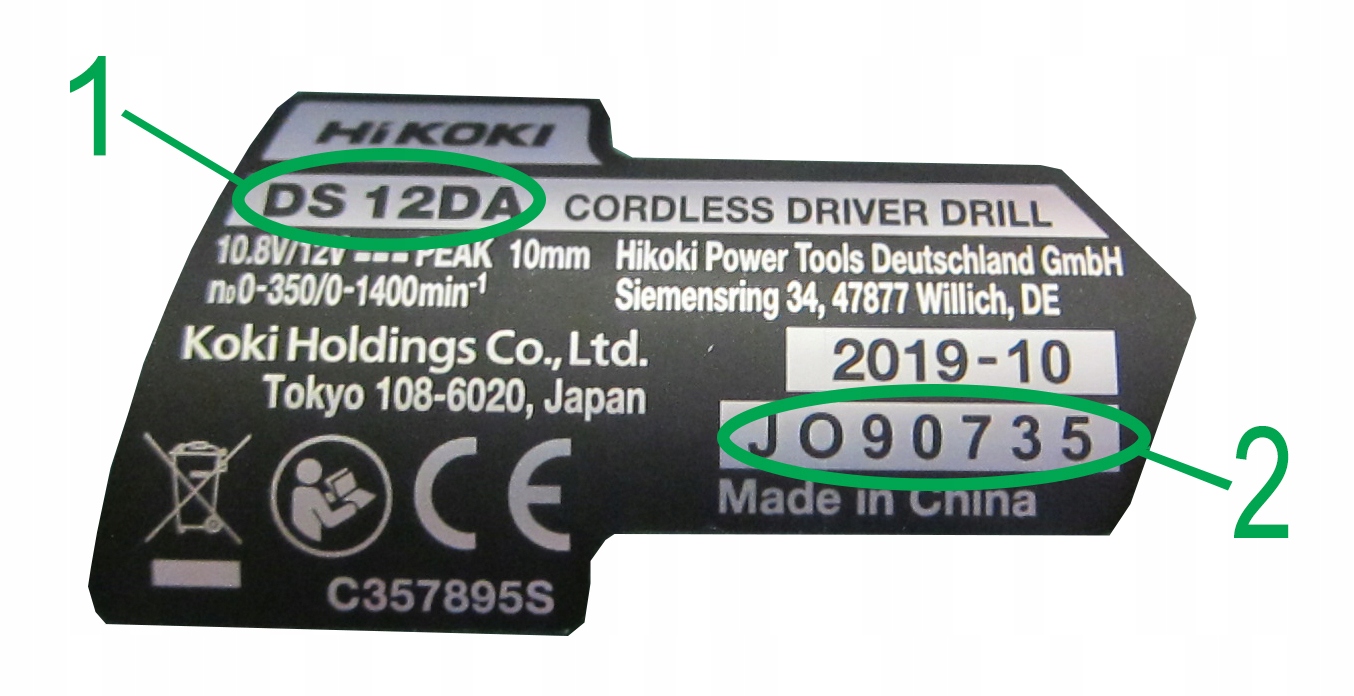 1
HiKOKI
DS 12DA CORDLESS DRIVER DRILL
10.8V/12V PEAK 10mm
n₀0-350/0-1400min⁻¹
Hikoki Power Tools Deutschland GmbH
Siemensring 34, 47877 Willich, DE
Koki Holdings Co., Ltd.
Tokyo 108-6020, Japan
2019-10
JO90735
2
Made in China
CE
C357895S